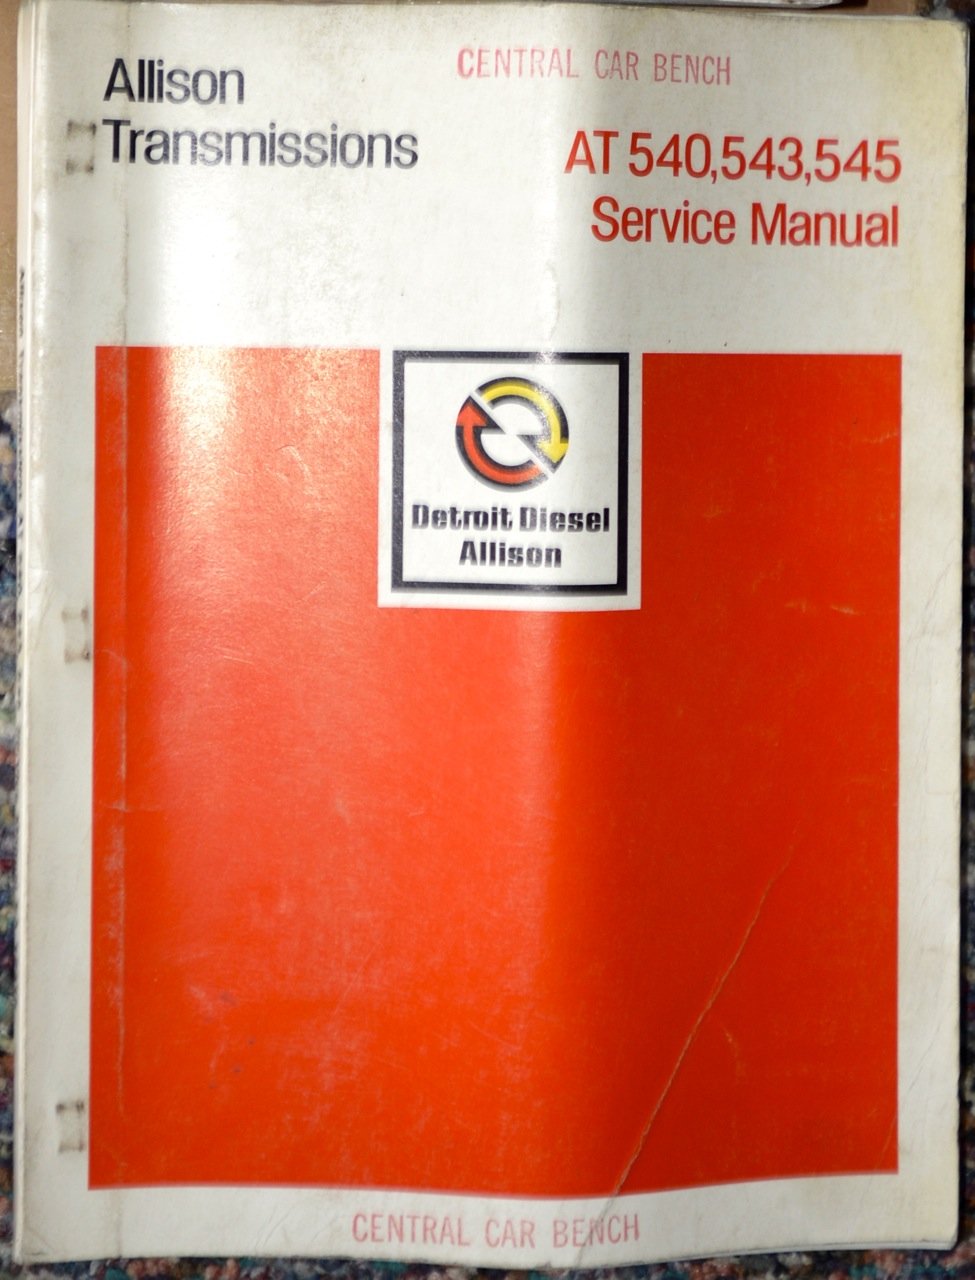 Allison
Transmissions
CENTRAL CAR BENCH
AT 540,543,545
Service Manual
Detroit Diesel
Allison
CENTRAL CAR BENCH